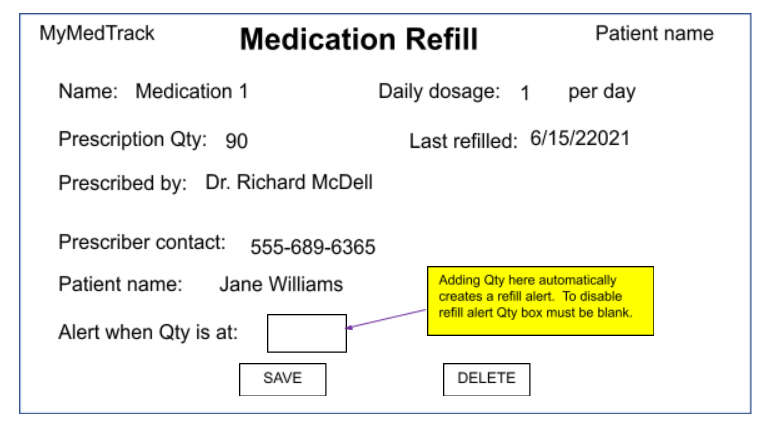 MyMedTrack Medication Refill Patient name
Name: Medication 1 Daily dosage: 1 per day
Prescription Qty: 90 Last refilled: 6/15/22021
Prescribed by: Dr. Richard McDell
Prescriber contact: 555-689-6365
Patient name: Jane Williams
Adding Qty here automatically
creates a refill alert. To disable
refill alert Qty box must be blank.
Alert when Qty is at:
SAVE DELETE